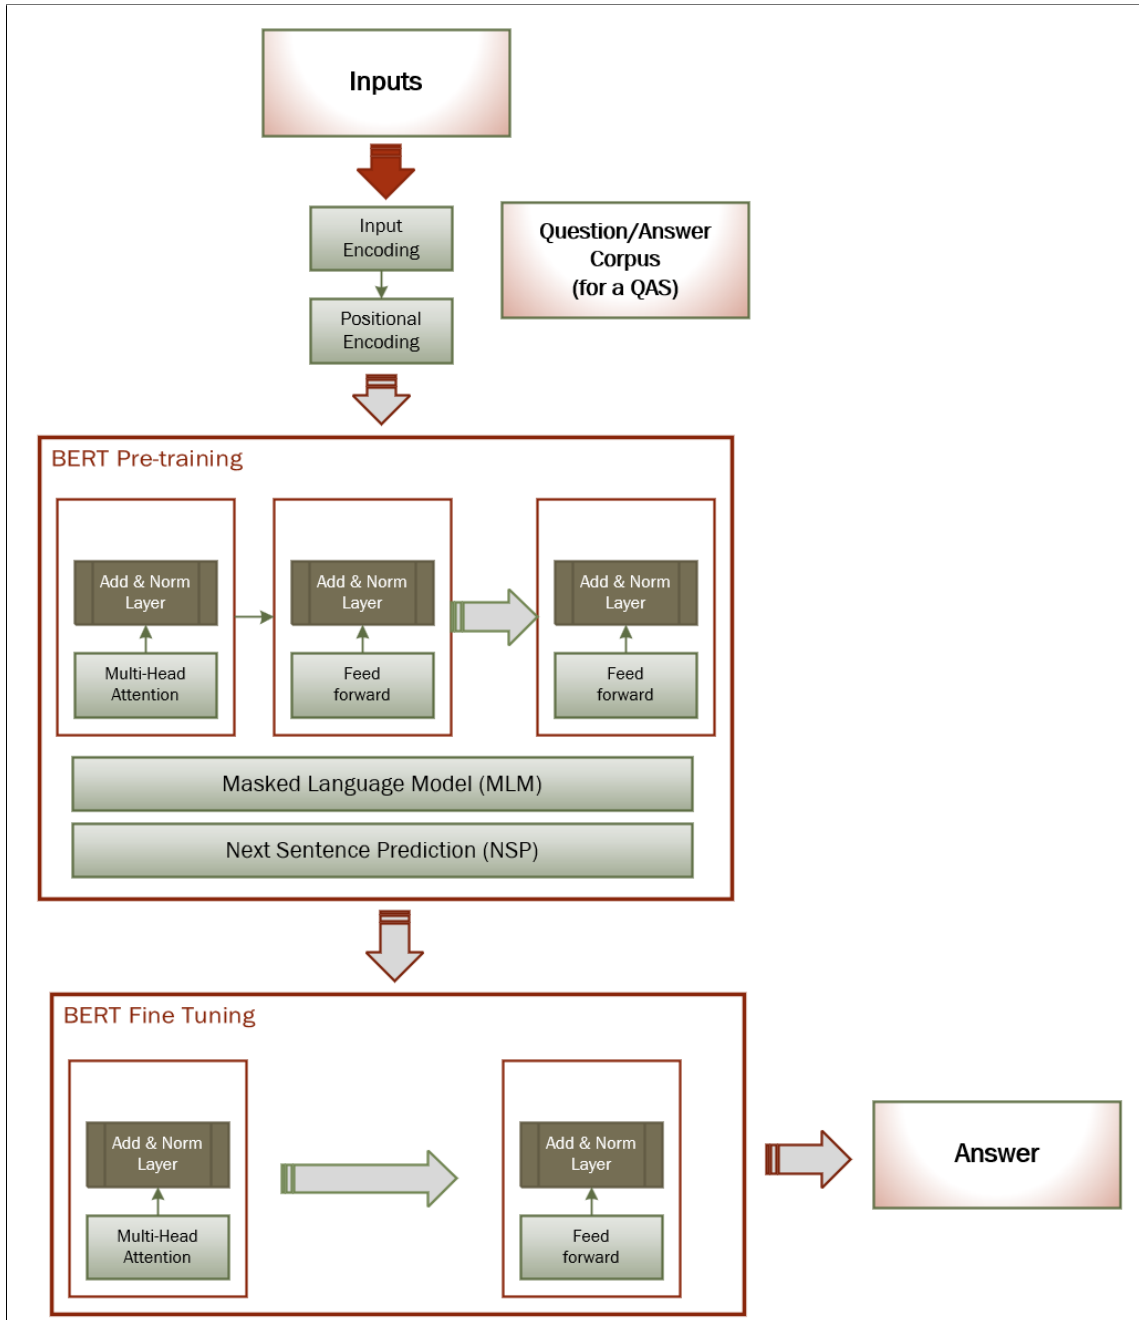 Inputs
Input
Encoding
Question/Answer
Corpus
(for a QAS)
Positional
Encoding
BERT Pre-training
Add & Norm
Layer
Multi-Head
Attention
Add & Norm
Layer
Feed
forward
Add & Norm
Layer
Feed
forward
Masked Language Model (MLM)
Next Sentence Prediction (NSP)
BERT Fine Tuning
Add & Norm
Layer
Multi-Head
Attention
Add & Norm
Layer
Feed
forward
Answer